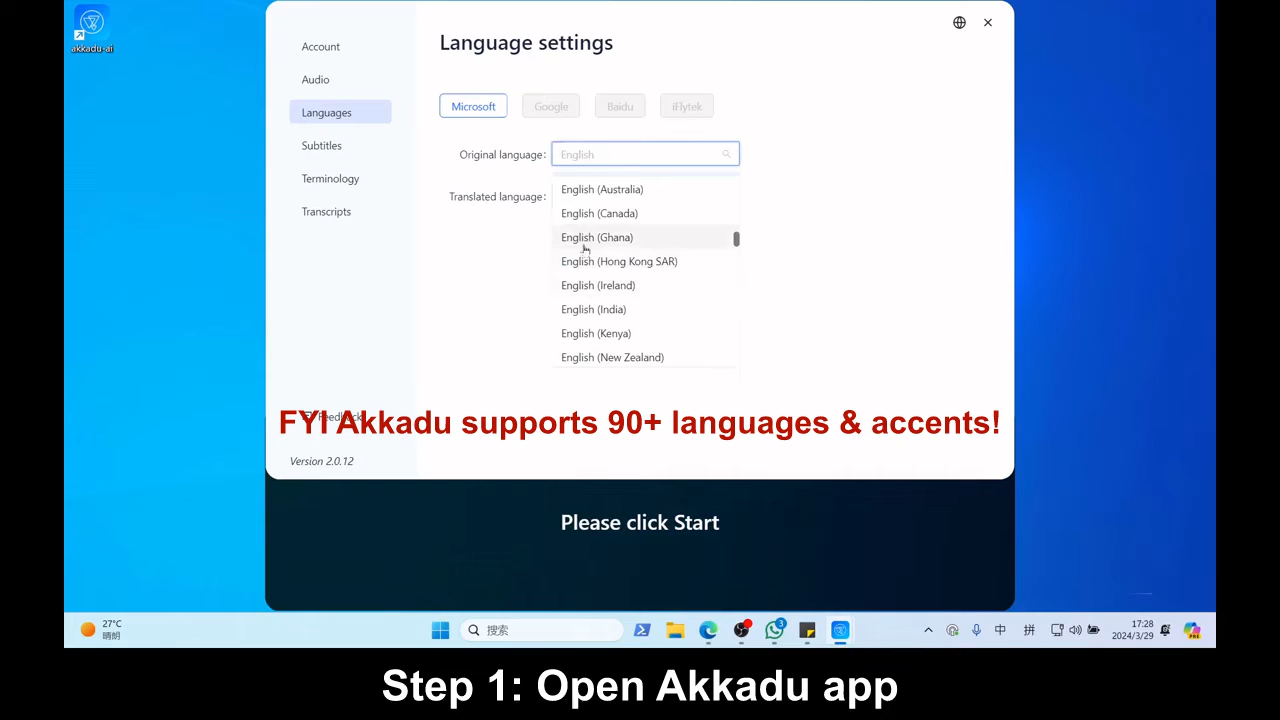 akkadu-ai
Account
Audio
Languages
Subtitles
Terminology
Transcripts
Feedback
Version 2.0.12
Language settings
Microsoft
Google
Baidu
iFlytek
Original language:
English
Translated language:
English (Australia)
English (Canada)
English (Ghana)
English (Hong Kong SAR)
English (Ireland)
English (India)
English (Kenya)
English (New Zealand)
FYI Akkadu supports 90+ languages & accents!
Please click Start
27°C
晴朗
搜索
3
中
拼
17:28
2024/3/29
PRE
Step 1: Open Akkadu app